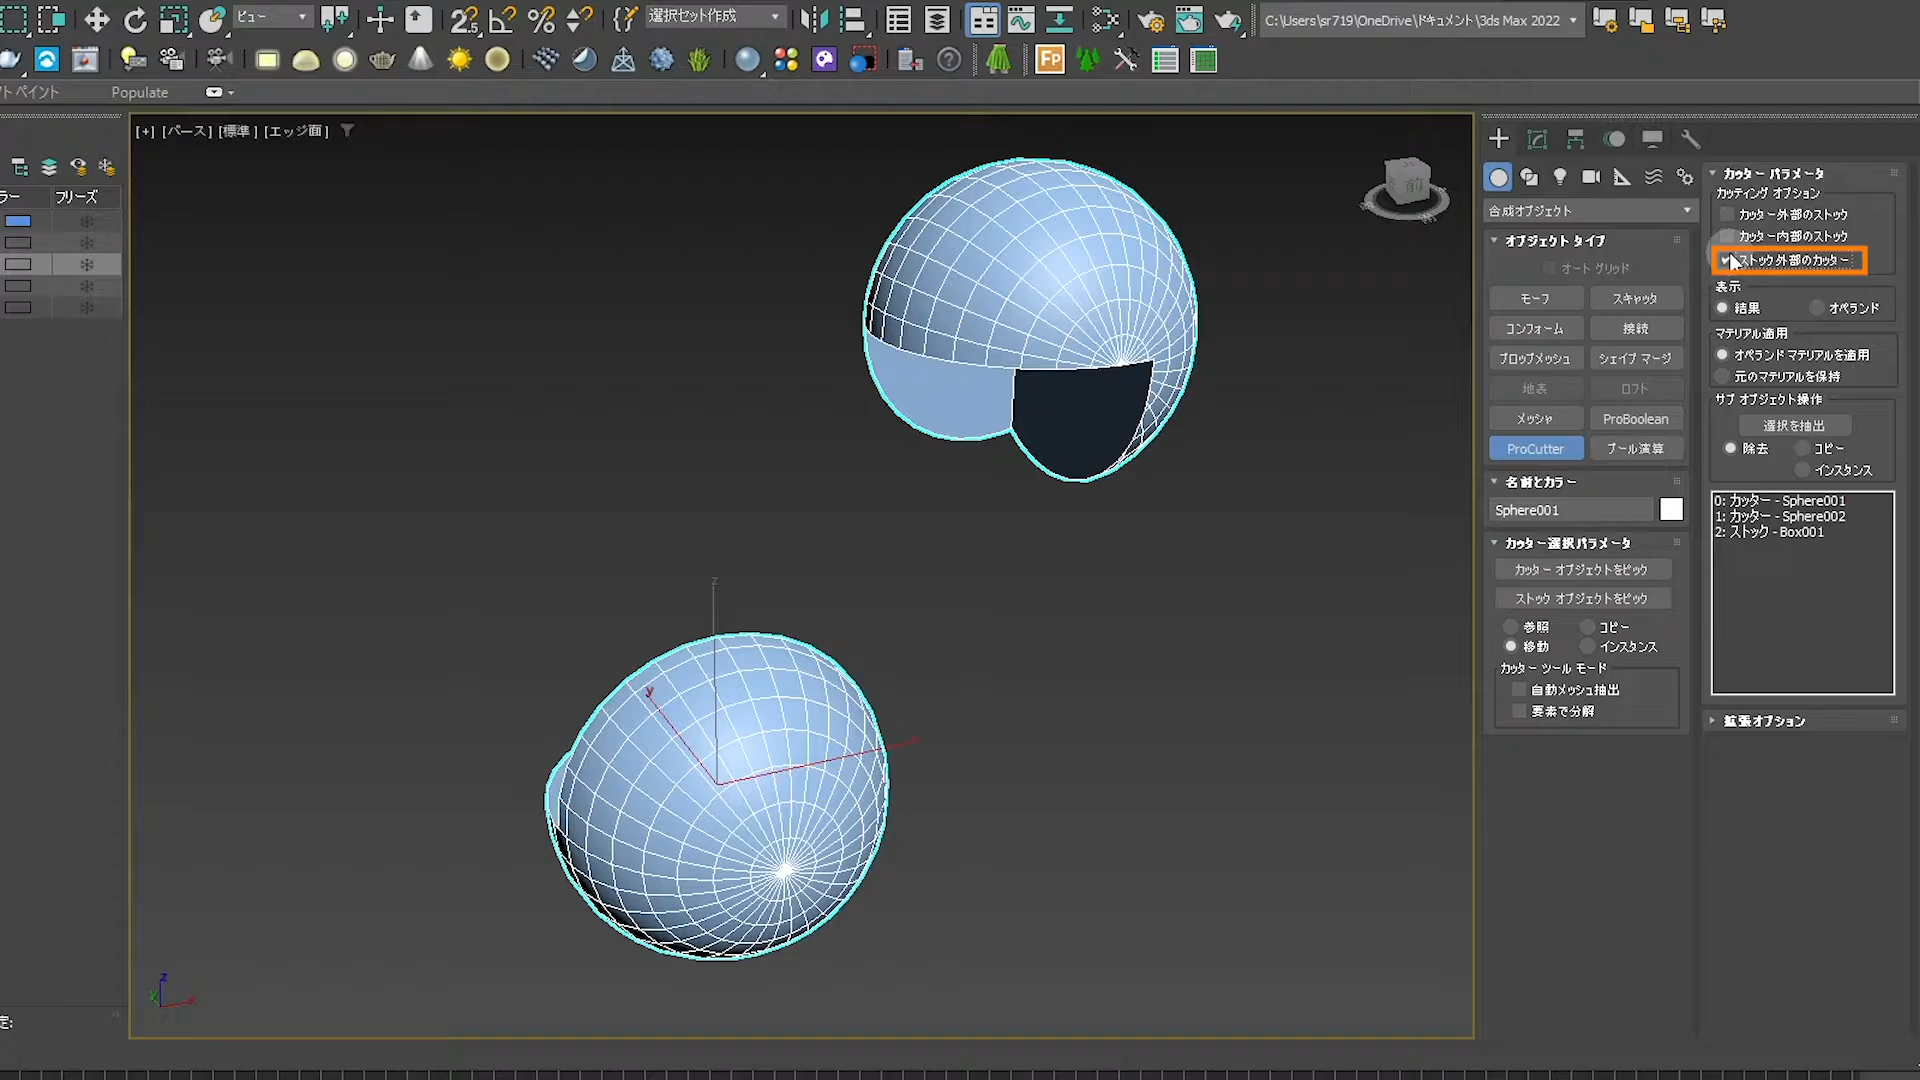 ビュー
選択セット作成
C:\Users\sr719\OneDrive\ドキュメント\3ds Max 2022
トペイント
Populate
[+] [パース] [標準] [エッジ面]
ラー
フリーズ
前
z
y
z
定:
合成オブジェクト
オブジェクト タイプ
オート グリッド
モーフ
スキャッタ
コンフォーム
接続
ブロップメッシュ
シェイプ マージ
地表
ロフト
メッシャ
ProBoolean
ProCutter
ブール演算
名前とカラー
Sphere001
カッター選択パラメータ
カッター オブジェクトをピック
ストック オブジェクトをピック
参照
コピー
移動
インスタンス
カッター ツール モード
自動メッシュ抽出
要素で分解
カッター パラメータ
カッティング オプション
カッター外部のストック
カッター内部のストック
ストック外部のカッター
表示
結果
オペランド
マテリアル適用
オペランド マテリアルを適用
元のマテリアルを保持
サブ オブジェクト操作
選択を抽出
除去
コピー
インスタンス
0: カッター - Sphere001
1: カッター - Sphere002
2: ストック - Box001
拡張オプション